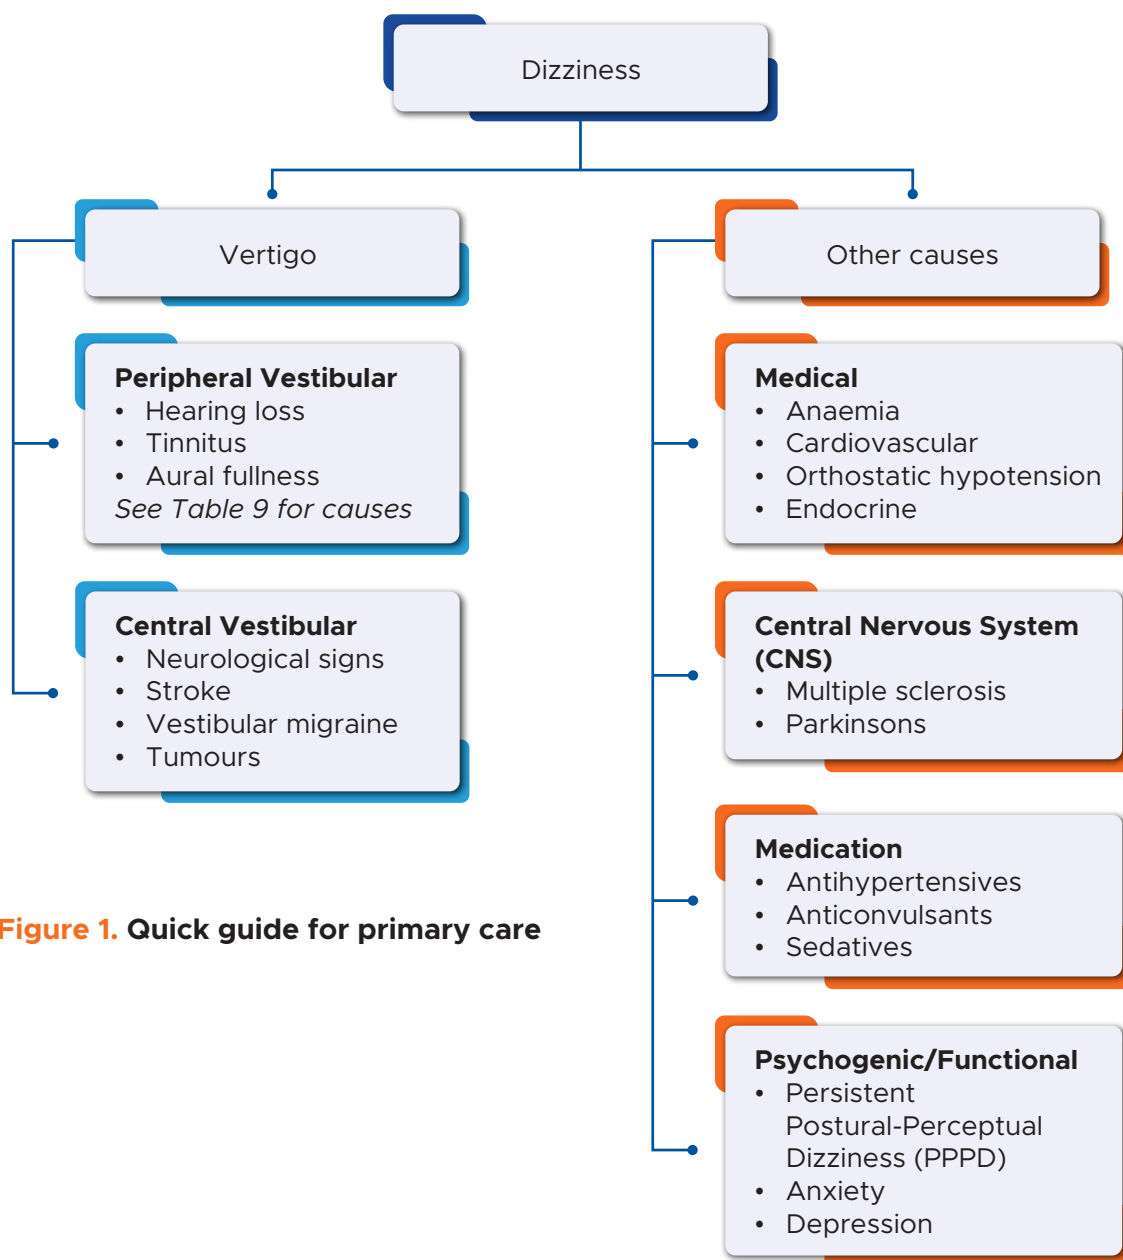 Dizziness
Vertigo
Peripheral Vestibular
• Hearing loss
• Tinnitus
• Aural fullness
See Table 9 for causes
Central Vestibular
• Neurological signs
• Stroke
• Vestibular migraine
• Tumours
Other causes
Medical
• Anaemia
• Cardiovascular
• Orthostatic hypotension
• Endocrine
Central Nervous System
(CNS)
• Multiple sclerosis
• Parkinsons
Medication
• Antihypertensives
• Anticonvulsants
• Sedatives
Psychogenic/Functional
• Persistent
Postural-Perceptual
Dizziness (PPPD)
• Anxiety
• Depression
Figure 1. Quick guide for primary care